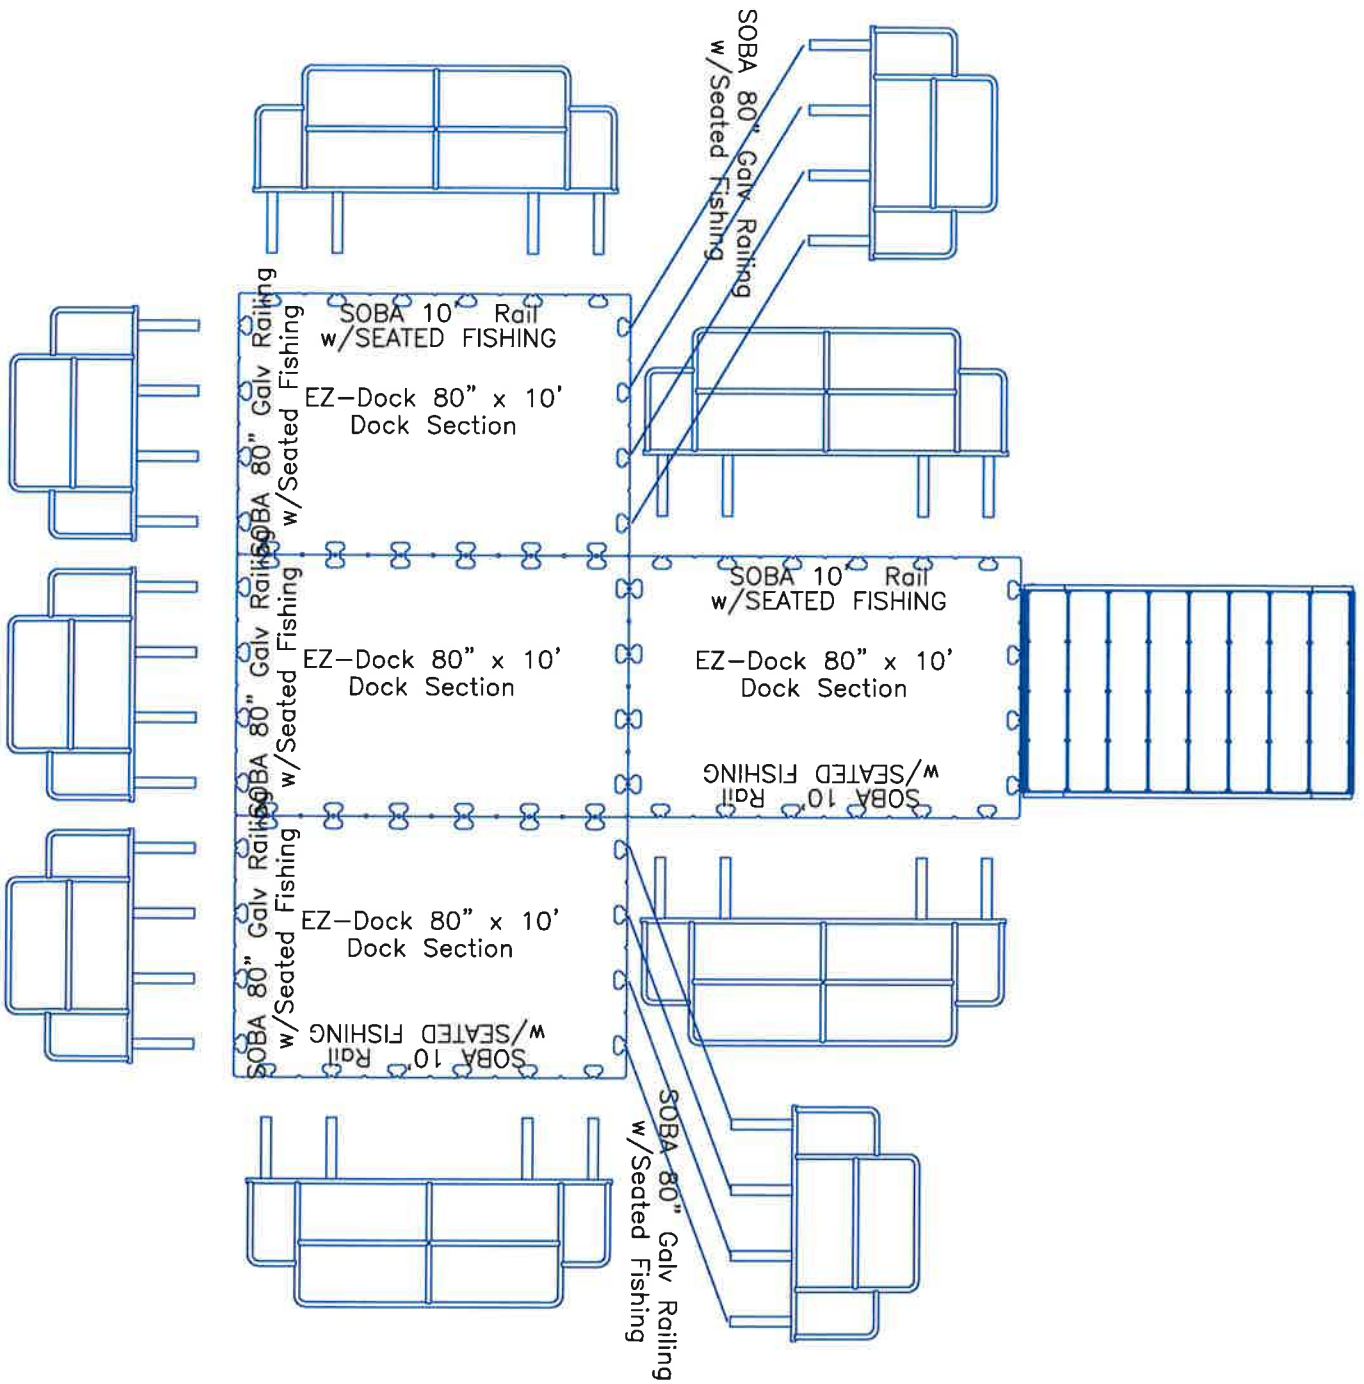 SOBA 80" Galv Railing
w/Seated Fishing
SOBA 10' Rail
w/SEATED FISHING
EZ-Dock 80" x 10'
Dock Section
SOBA 80" Galv Railing
w/Seated Fishing
SOBA 10' Rail
w/SEATED FISHING
EZ-Dock 80" x 10'
Dock Section
SOBA 10' Rail
w/SEATED FISHING
EZ-Dock 80" x 10'
Dock Section
SOBA 80" Galv Railing
w/Seated Fishing
EZ-Dock 80" x 10'
Dock Section
SOBA 10' Rail
w/SEATED FISHING
SOBA 80" Galv Railing
w/Seated Fishing
SOBA 80" Galv Railing
w/Seated Fishing